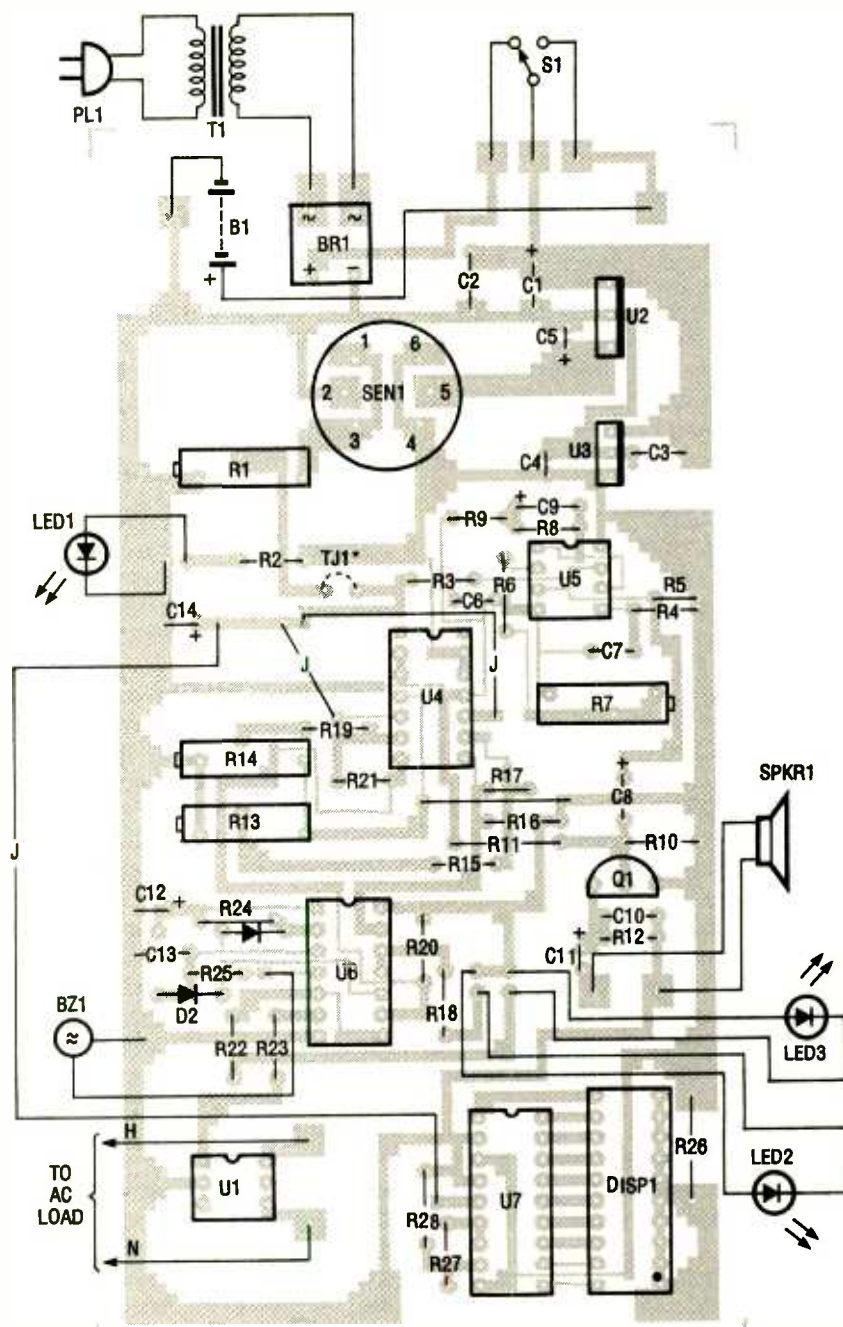 S1
PL1
T1
B1
+
BR1
+ −
C2
+
C1
U2
C5
+
1 6
2 SEN1 5
3 4
R1
U3
C4
C3
LED1
+
C9
R9
R8
R2
TJ1*
R3
R6
U5
R5
C6
R4
C14
+
J
J
C7
U4
R7
R19
R14
R21
R17
+
C8
SPKR1
R13
R16
J
R11
R10
R15
Q1
C12
+
R24
C10
R20
+
R12
C13
U6
C11
R25
BZ1
D2
R18
R22
R23
LED3
H
R26
TO
AC
LOAD
U1
U7
DISP1
LED2
R28
N
R27